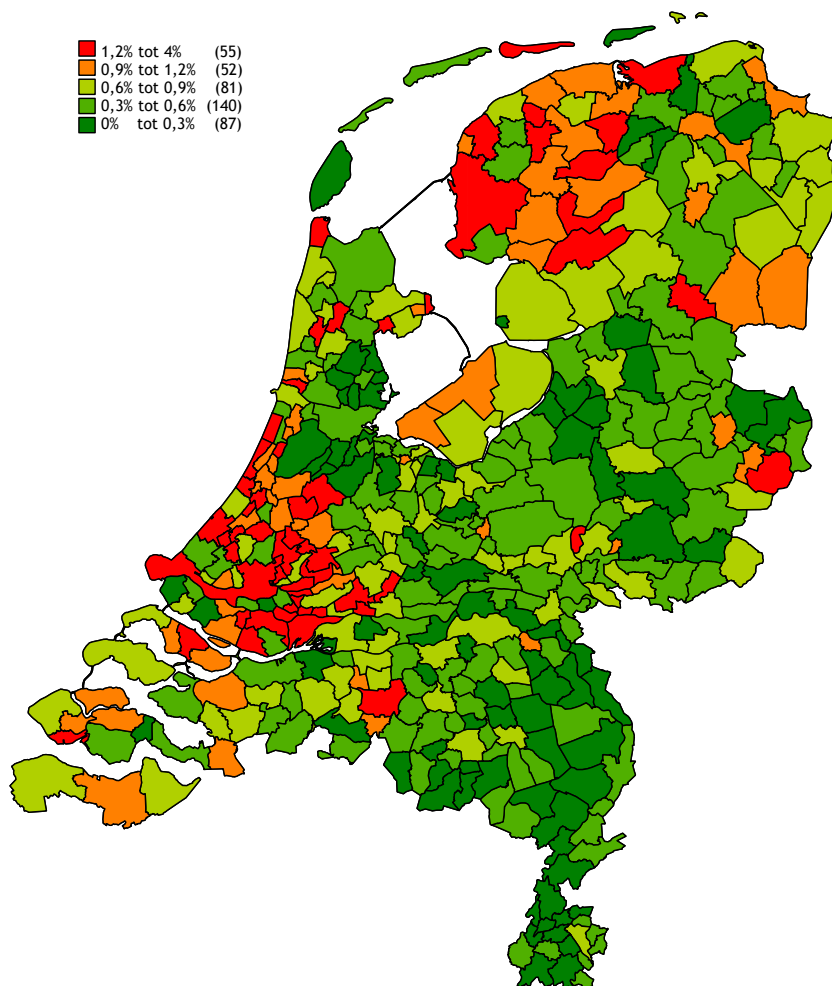 1,2% tot 4% (55)
0,9% tot 1,2% (52)
0,6% tot 0,9% (81)
0,3% tot 0,6% (140)
0% tot 0,3% (87)